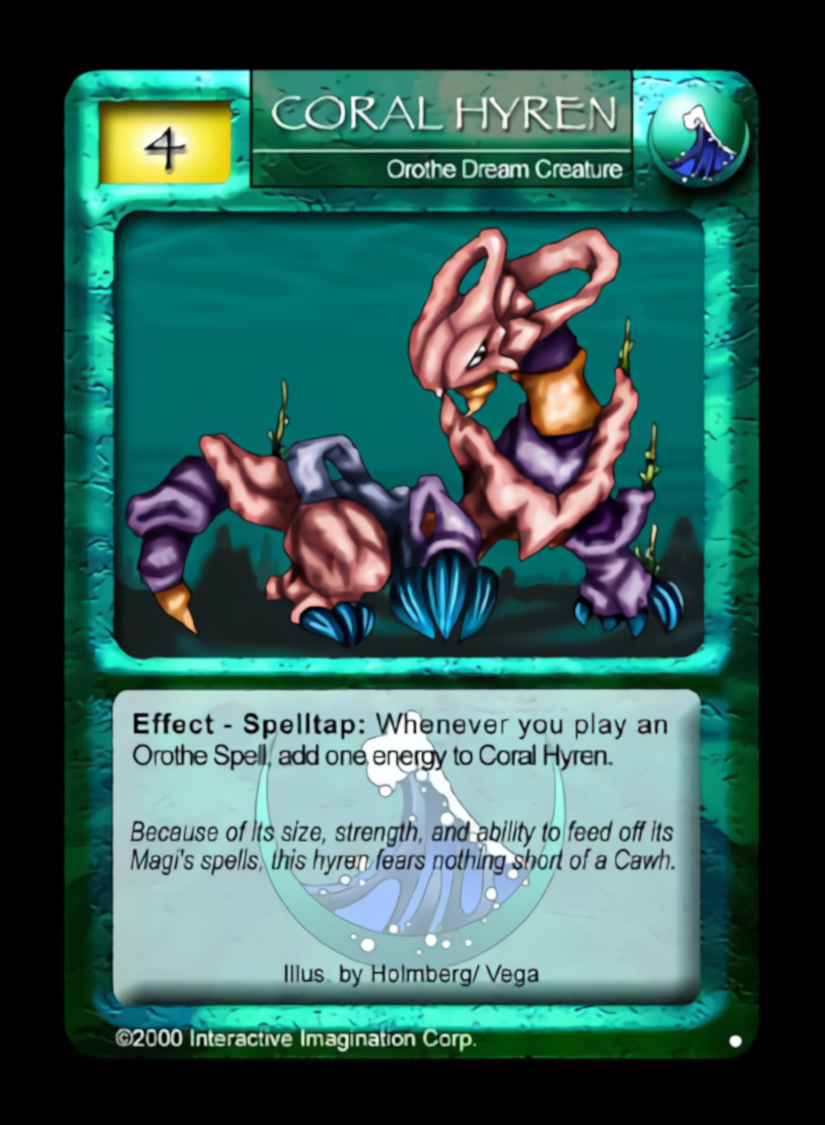 4
CORAL HYREN
Orothe Dream Creature
Effect - Spelltap: Whenever you play an
Orothe Spell, add one energy to Coral Hyren.
Because of its size, strength, and ability to feed off its
Magi's spells, this hyren fears nothing short of a Cawh.
Illus. by Holmberg/ Vega
©2000 Interactive Imagination Corp.